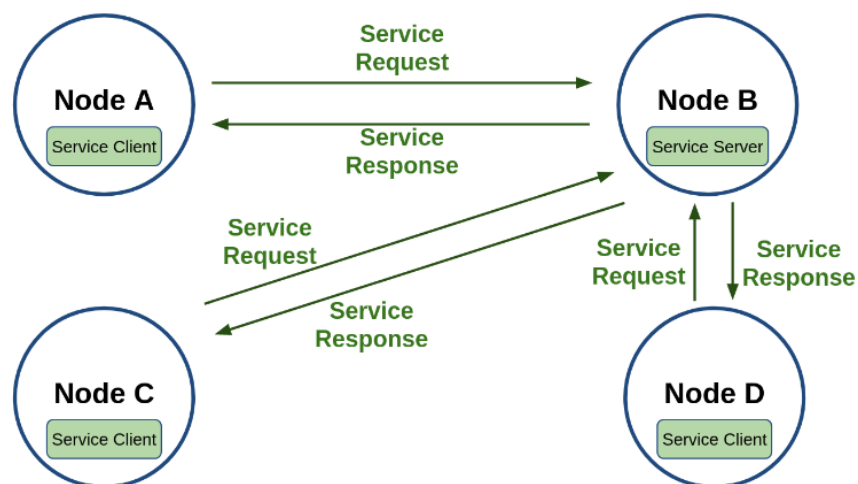 Service
Request
Node A
Service Client
Node B
Service Server
Service
Response
Service
Request
Service
Request
Service
Response
Service
Response
Node C
Service Client
Node D
Service Client